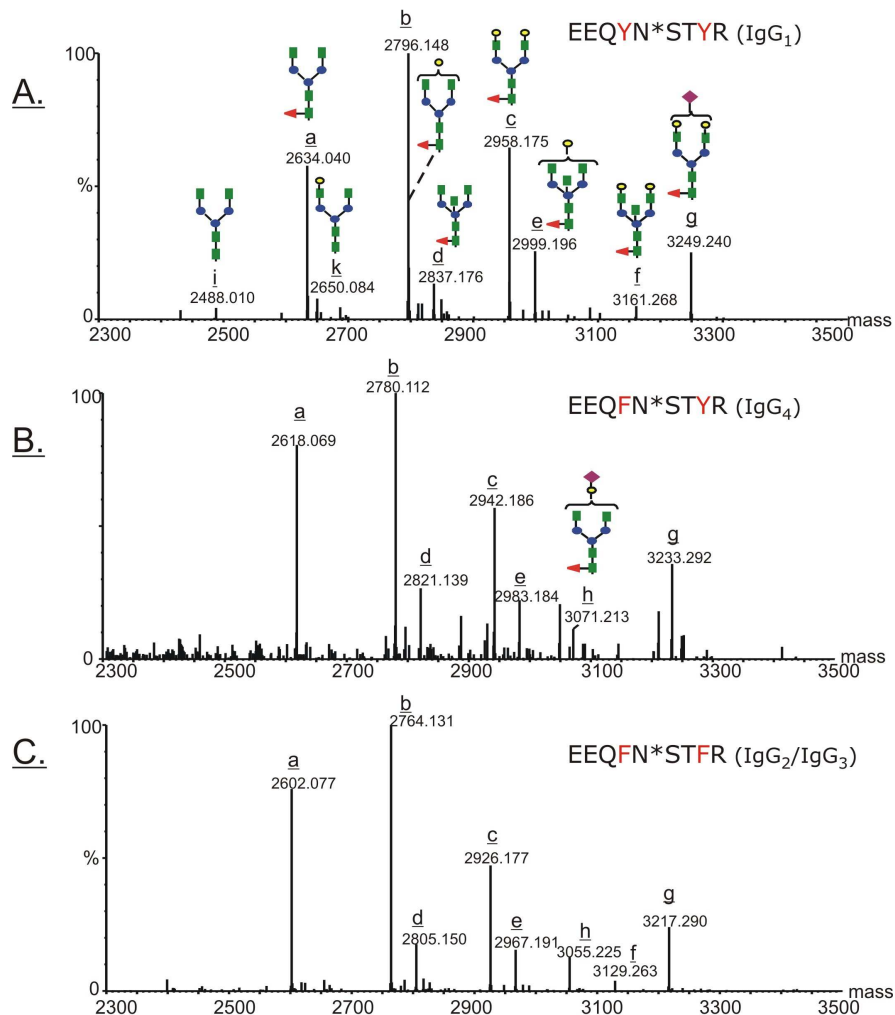 A.
EEQYN*STYR (IgG1)
100
%
0
b
2796.148
a
2634.040
c
2958.175
i
2488.010
k
2650.084
d
2837.176
e
2999.196
f
3161.268
g
3249.240
2300 2500 2700 2900 3100 3300 3500 mass
B.
EEQFN*STYR (IgG4)
100
0
b
2780.112
a
2618.069
c
2942.186
d
2821.139
e
2983.184
h
3071.213
g
3233.292
2300 2500 2700 2900 3100 3300 3500 mass
C.
EEQFN*STFR (IgG2/IgG3)
100
%
0
b
2764.131
a
2602.077
c
2926.177
d
2805.150
e
2967.191
h
3055.225
f
3129.263
g
3217.290
2300 2500 2700 2900 3100 3300 3500 mass